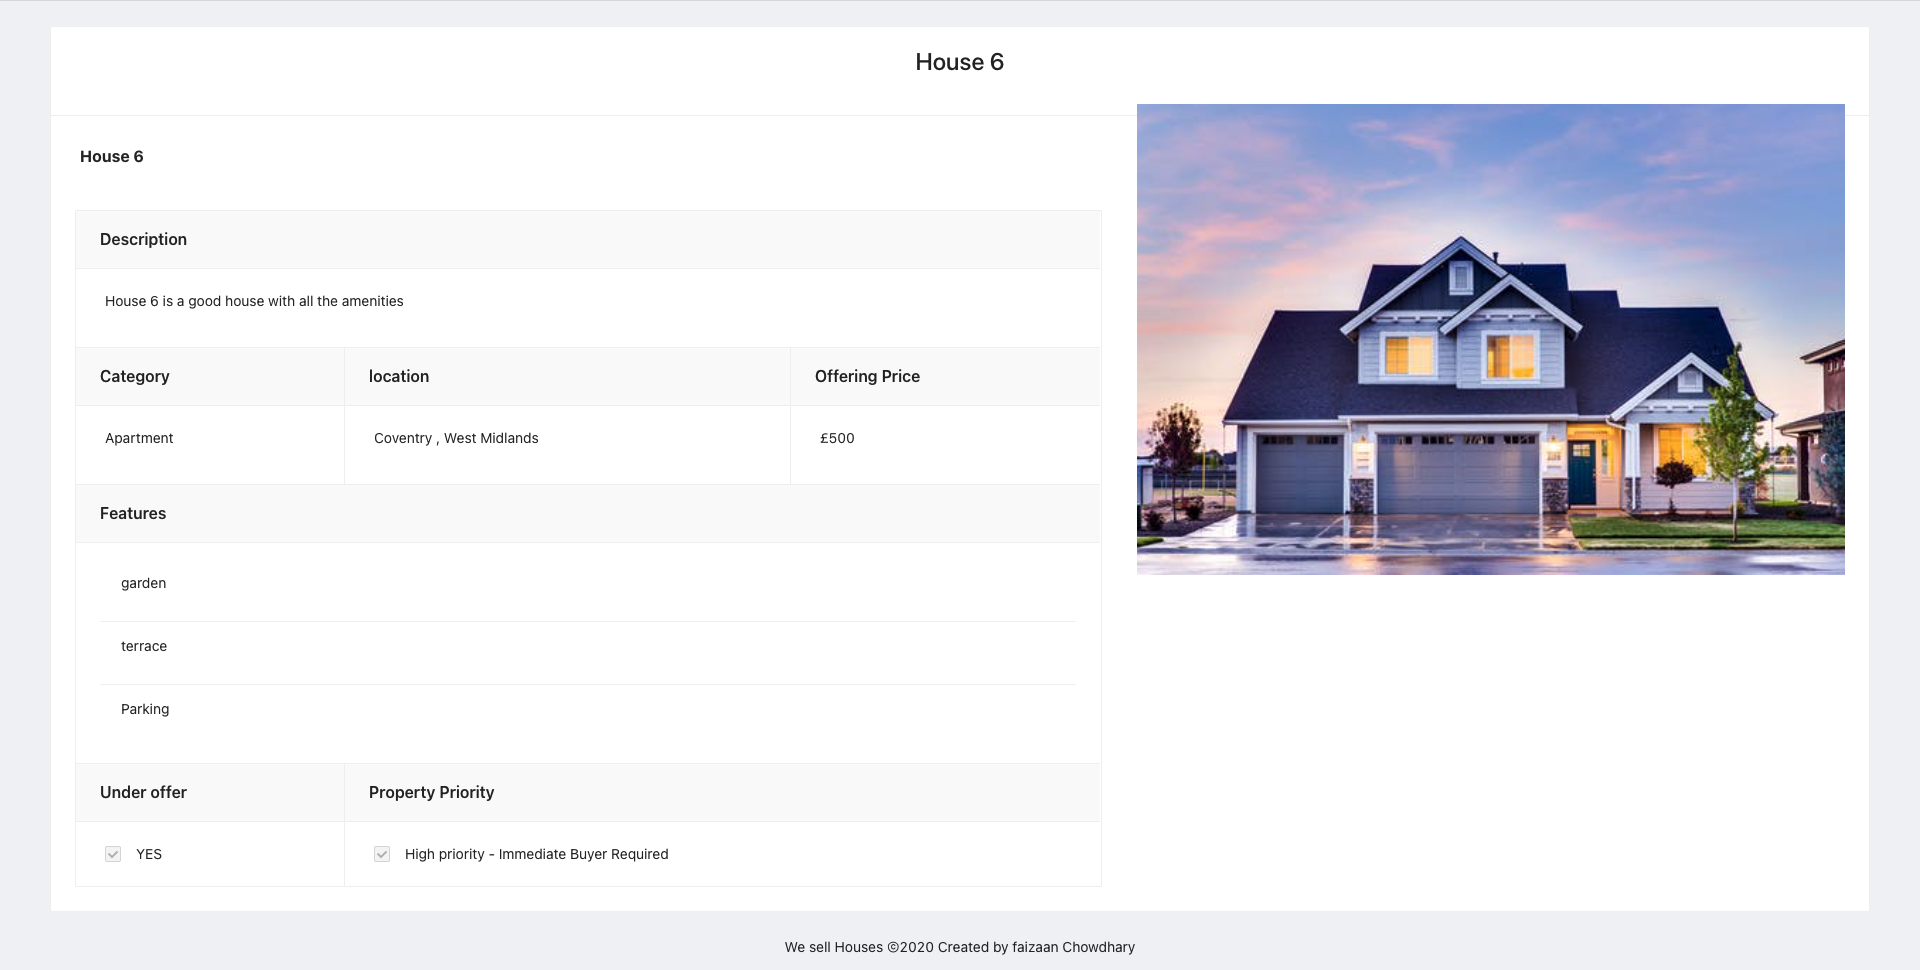 House 6
House 6
Description
House 6 is a good house with all the amenities
Category location Offering Price
Apartment Coventry , West Midlands £500
Features
garden
terrace
Parking
Under offer Property Priority
YES High priority - Immediate Buyer Required
We sell Houses ©2020 Created by faizaan Chowdhary